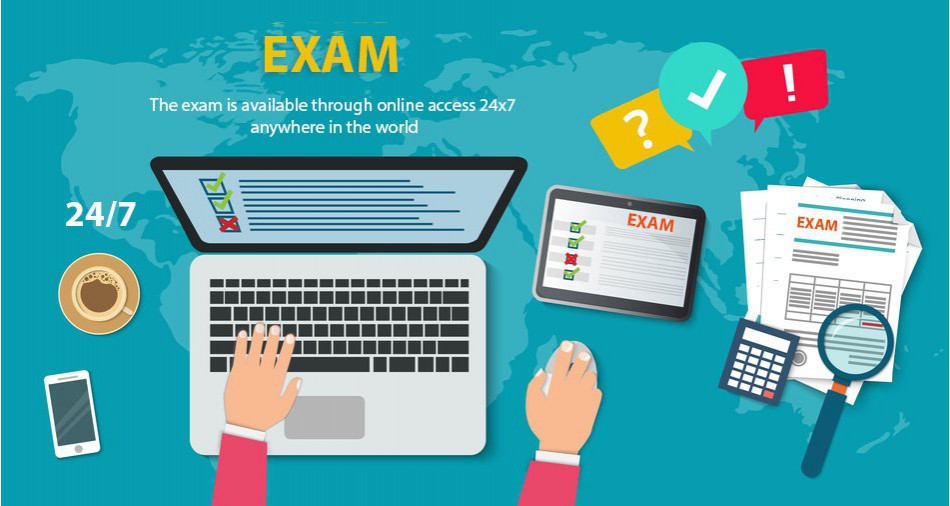 EXAM
The exam is available through online access 24x7
anywhere in the world
24/7
?
!
EXAM
EXAM